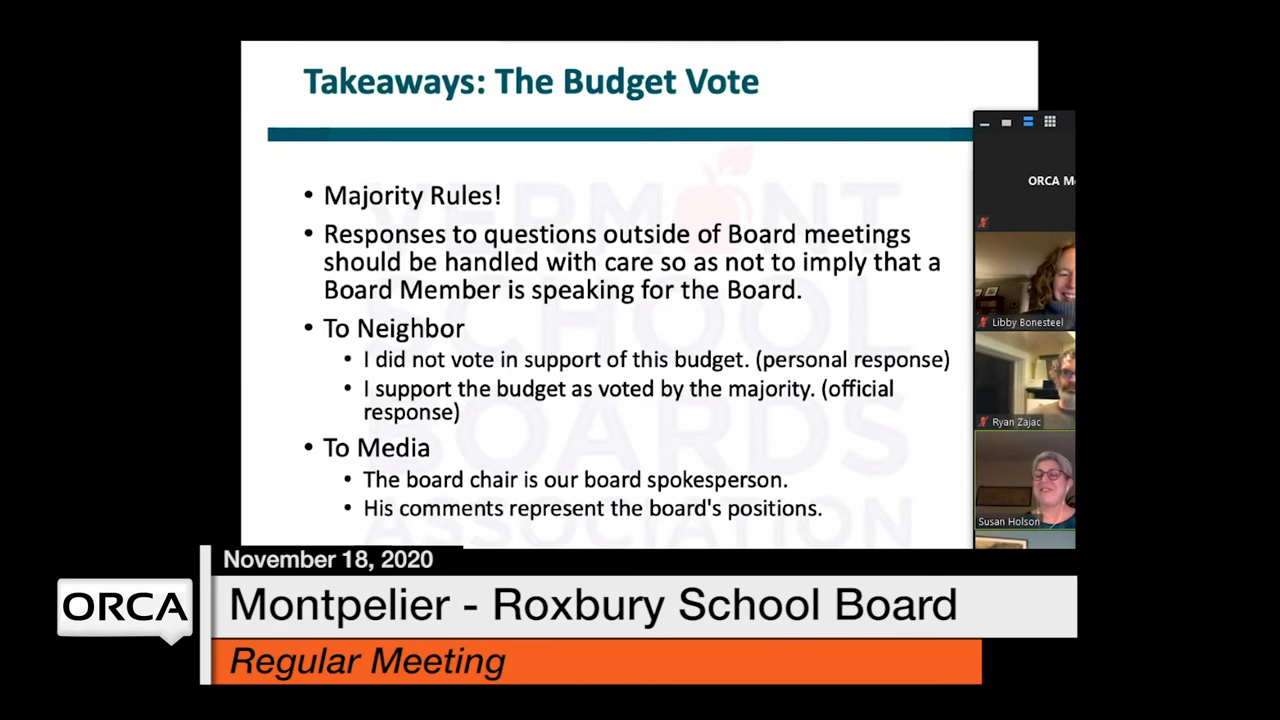 Takeaways: The Budget Vote
• Majority Rules!
• Responses to questions outside of Board meetings
should be handled with care so as not to imply that a
Board Member is speaking for the Board.
• To Neighbor
• I did not vote in support of this budget. (personal response)
• I support the budget as voted by the majority. (official
response)
• To Media
• The board chair is our board spokesperson.
• His comments represent the board's positions.
VERMONT
SCHOOL
BOARDS
ASSOCIATION
ORCA M
Libby Bonesteel
Ryan Zajac
Susan Holson
November 18, 2020
ORCA
Montpelier - Roxbury School Board
Regular Meeting